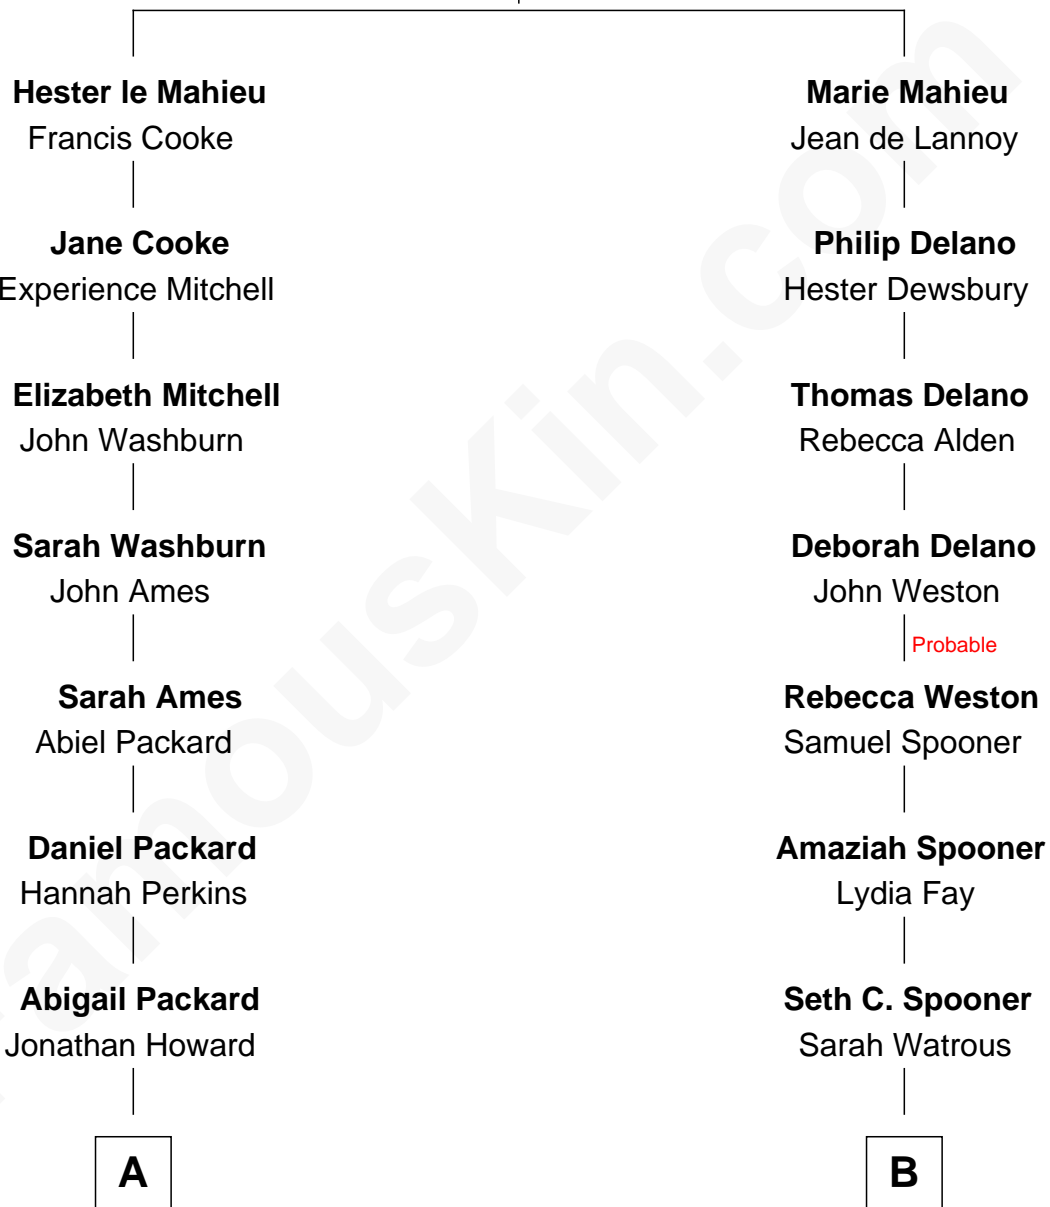 Hester le Mahieu
Francis Cooke
Jane Cooke
Experience Mitchell
Elizabeth Mitchell
John Washburn
Sarah Washburn
John Ames
Sarah Ames
Abiel Packard
Daniel Packard
Hannah Perkins
Abigail Packard
Jonathan Howard
A
Marie Mahieu
Jean de Lannoy
Philip Delano
Hester Dewsbury
Thomas Delano
Rebecca Alden
Deborah Delano
John Weston
Probable
Rebecca Weston
Samuel Spooner
Amaziah Spooner
Lydia Fay
Seth C. Spooner
Sarah Watrous
B
FamousKin.com